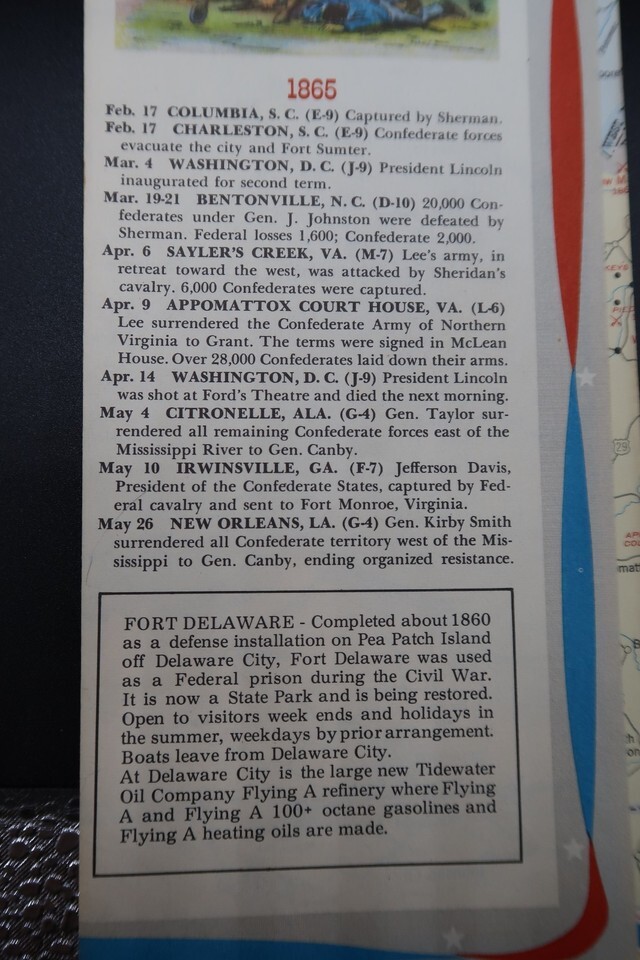 1865
Feb. 17 COLUMBIA, S. C. (E-9) Captured by Sherman.
Feb. 17 CHARLESTON, S. C. (E-9) Confederate forces
evacuate the city and Fort Sumter.
Mar. 4 WASHINGTON, D. C. (J-9) President Lincoln
inaugurated for second term.
Mar. 19-21 BENTONVILLE, N. C. (D-10) 20,000 Con-
federates under Gen. J. Johnston were defeated by
Sherman. Federal losses 1,600; Confederate 2,000.
Apr. 6 SAYLER'S CREEK, VA. (M-7) Lee's army, in
retreat toward the west, was attacked by Sheridan's
cavalry. 6,000 Confederates were captured.
Apr. 9 APPOMATTOX COURT HOUSE, VA. (L-6)
Lee surrendered the Confederate Army of Northern
Virginia to Grant. The terms were signed in McLean
House. Over 28,000 Confederates laid down their arms.
Apr. 14 WASHINGTON, D. C. (J-9) President Lincoln
was shot at Ford's Theatre and died the next morning.
May 4 CITRONELLE, ALA. (G-4) Gen. Taylor sur-
rendered all remaining Confederate forces east of the
Mississippi River to Gen. Canby.
May 10 IRWINSVILLE, GA. (F-7) Jefferson Davis,
President of the Confederate States, captured by Fed-
eral cavalry and sent to Fort Monroe, Virginia.
May 26 NEW ORLEANS, LA. (G-4) Gen. Kirby Smith
surrendered all Confederate territory west of the Mis-
sissippi to Gen. Canby, ending organized resistance.
FORT DELAWARE - Completed about 1860
as a defense installation on Pea Patch Island
off Delaware City, Fort Delaware was used
as a Federal prison during the Civil War.
It is now a State Park and is being restored.
Open to visitors week ends and holidays in
the summer, weekdays by prior arrangement.
Boats leave from Delaware City.
At Delaware City is the large new Tidewater
Oil Company Flying A refinery where Flying
A and Flying A 100+ octane gasolines and
Flying A heating oils are made.
29